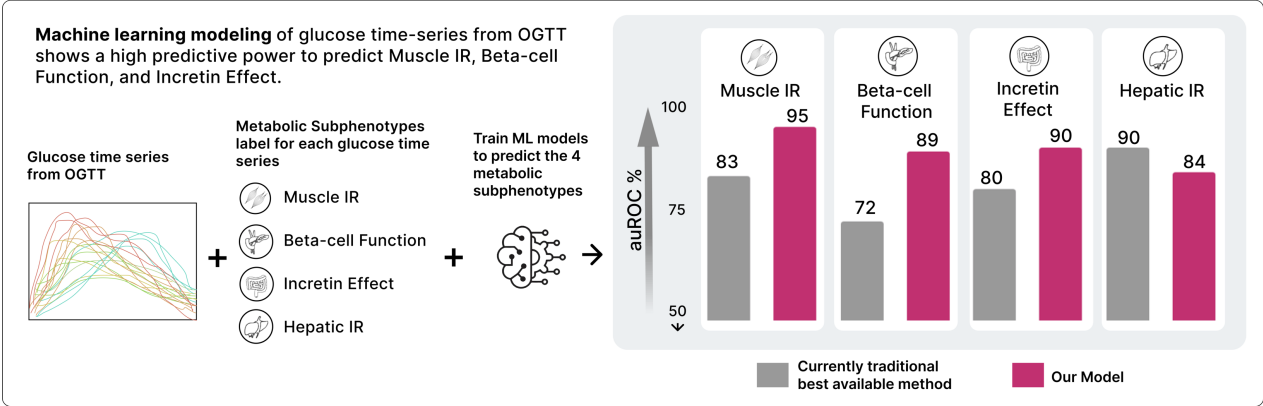 Machine learning modeling of glucose time-series from OGTT
shows a high predictive power to predict Muscle IR, Beta-cell
Function, and Incretin Effect.
Glucose time series
from OGTT
+
Metabolic Subphenotypes
label for each glucose time
series
Muscle IR
Beta-cell Function
Incretin Effect
Hepatic IR
+
Train ML models
to predict the 4
metabolic
subphenotypes
auROC %
100
75
50
Muscle IR
83
95
Beta-cell
Function
72
89
Incretin
Effect
80
90
Hepatic IR
90
84
Currently traditional
best available method
Our Model